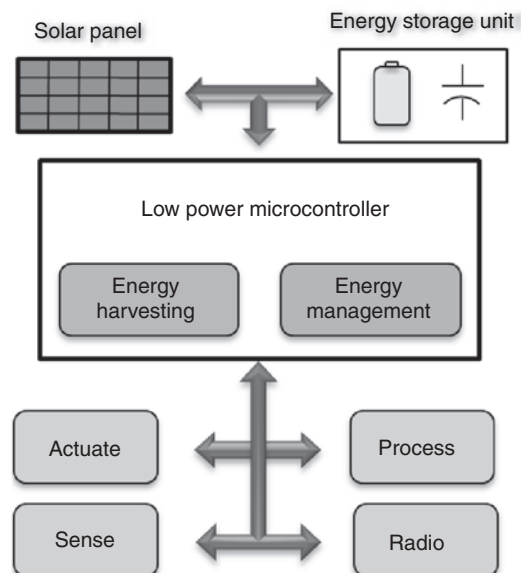 Solar panel
Energy storage unit
Low power microcontroller
Energy
harvesting
Energy
management
Actuate
Process
Sense
Radio